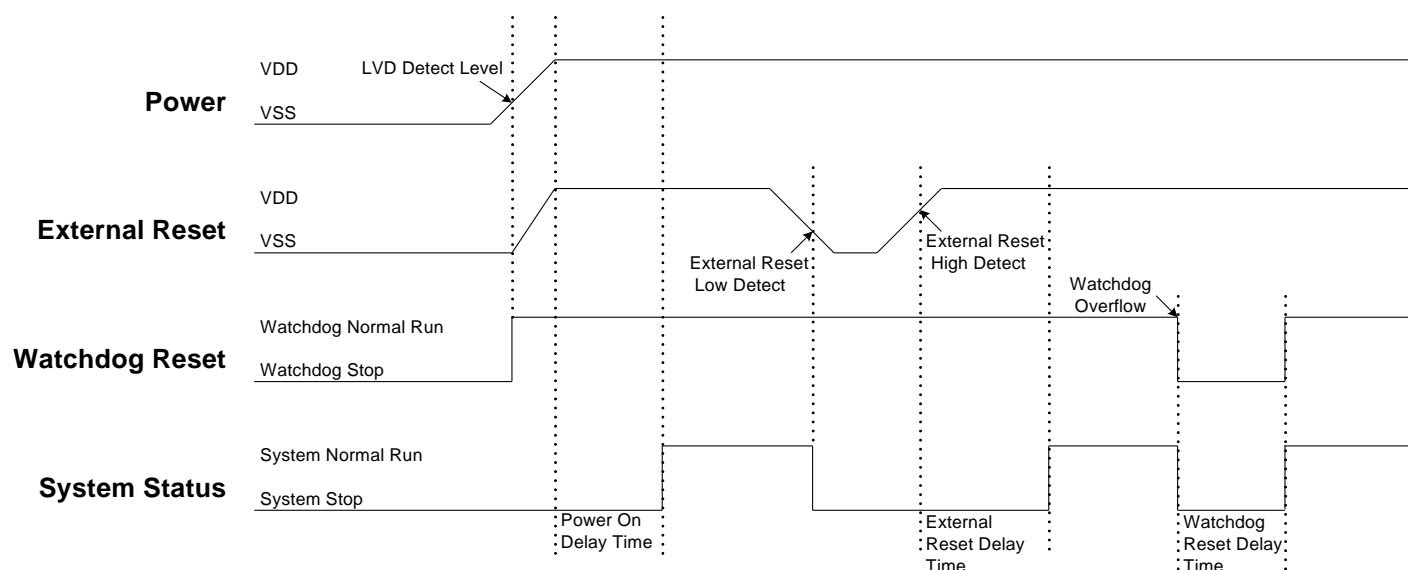 VDD
LVD Detect Level
Power
VSS
VDD
External Reset
VSS
External Reset
Low Detect
External Reset
High Detect
Watchdog
Overflow
Watchdog Normal Run
Watchdog Reset
Watchdog Stop
System Normal Run
System Status
System Stop
Power On
Delay Time
External
Reset Delay
Time
Watchdog
Reset Delay
Time